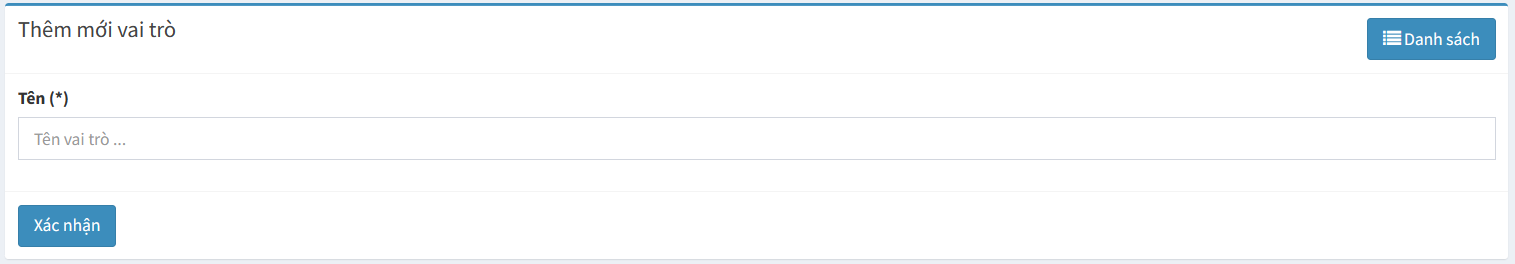 Thêm mới vai trò
Danh sách
Tên (*)
Tên vai trò ...
Xác nhận